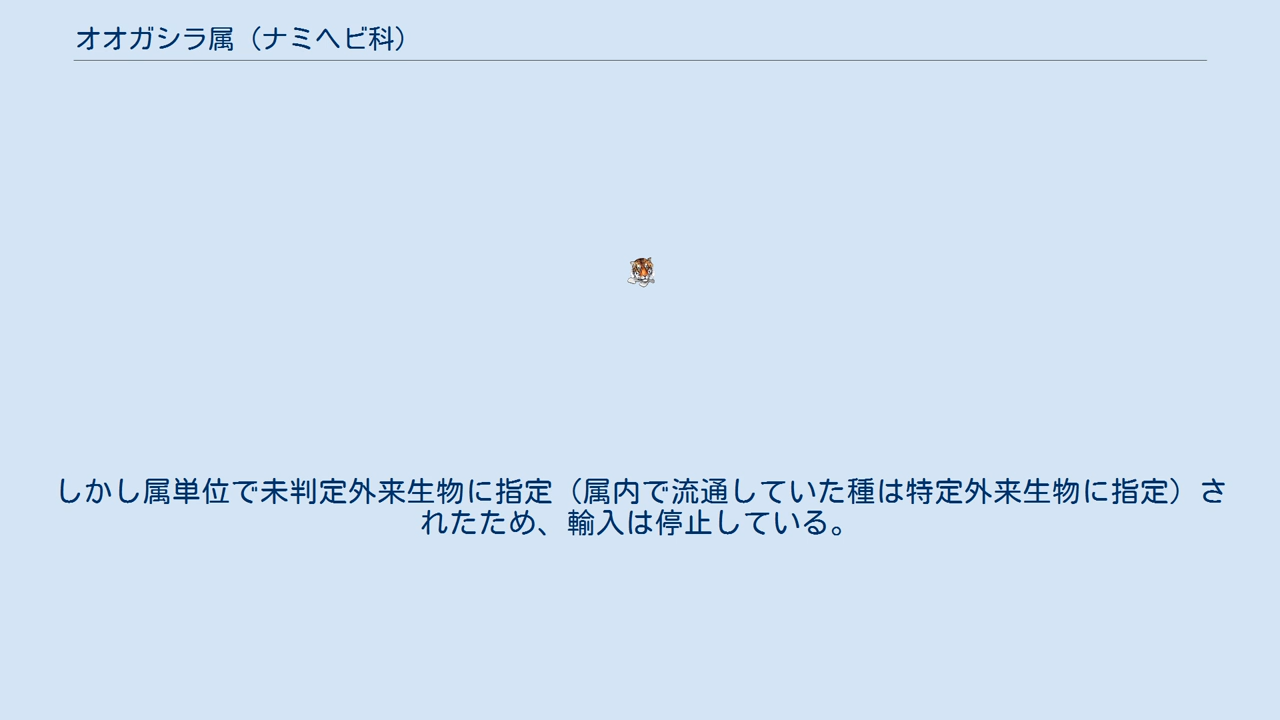 オオガシラ属（ナミヘビ科）
しかし属単位で未判定外来生物に指定（属内で流通していた種は特定外来生物に指定）さ
れたため、輸入は停止している。